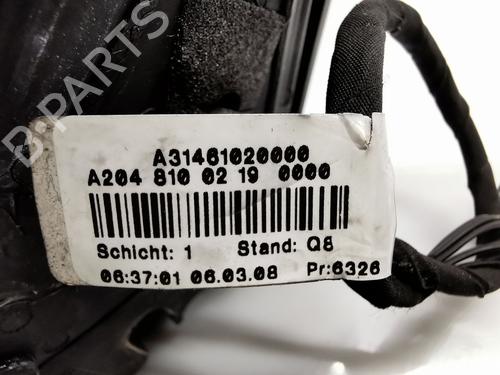 B-PARTS
A31461020000
A204 810 02 19 0000
Schicht: 1 Stand: Q8
06:37:01 06.03.08 Pr:6326